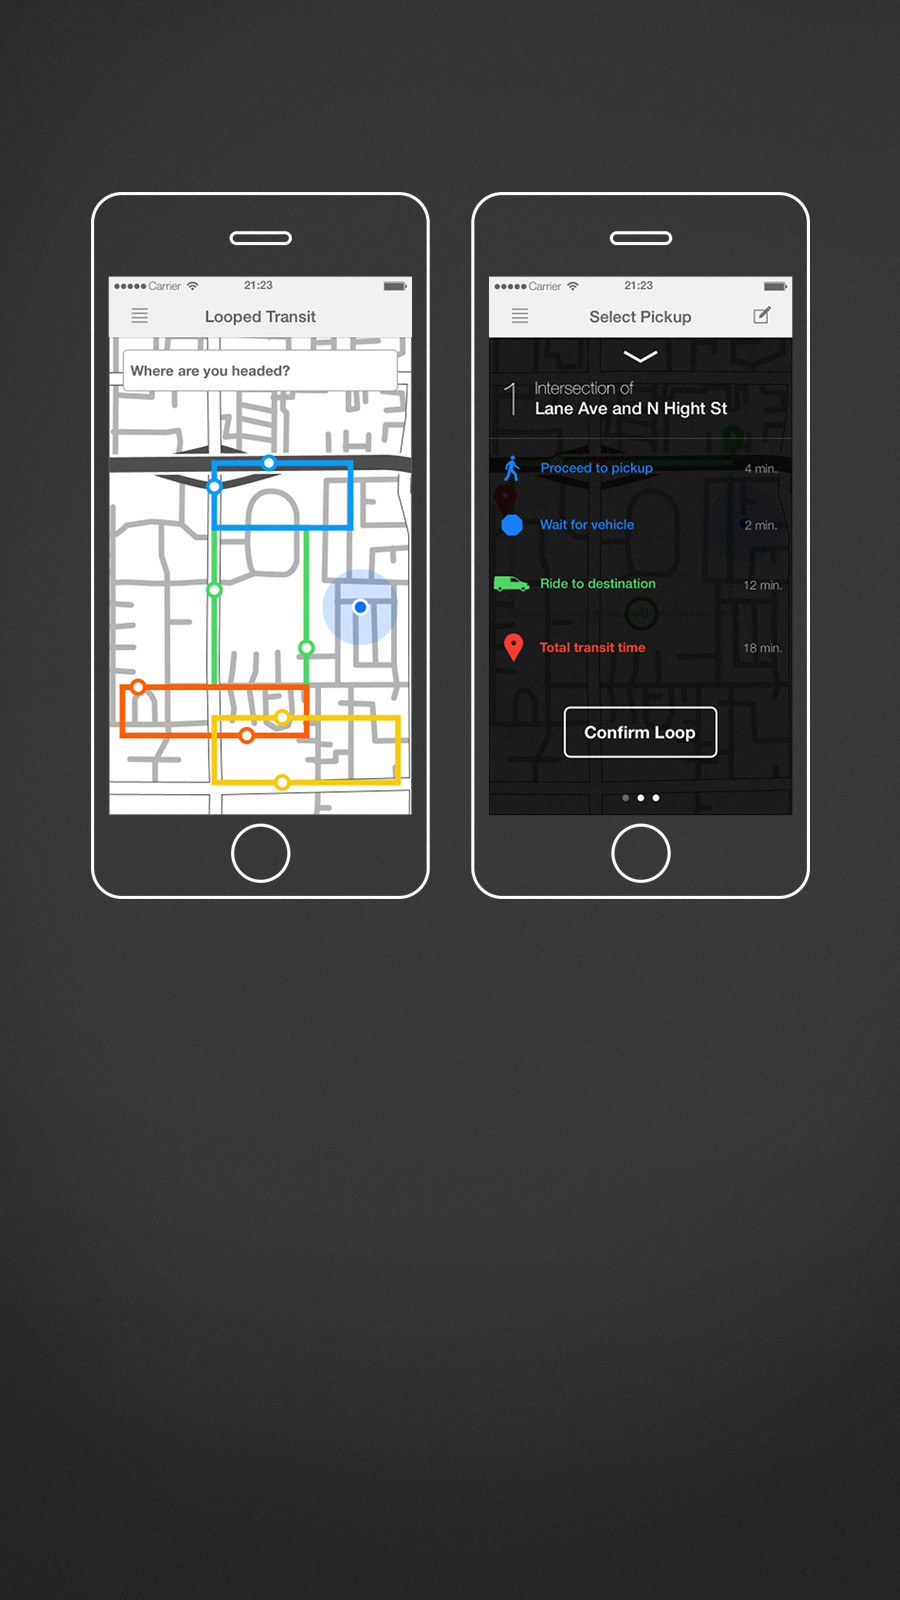 Carrier 21:23
Looped Transit
Where are you headed?
Carrier 21:23
Select Pickup
1 Intersection of
Lane Ave and N Hight St
Proceed to pickup 4 min.
Wait for vehicle 2 min.
Ride to destination 12 min.
Total transit time 18 min.
Confirm Loop